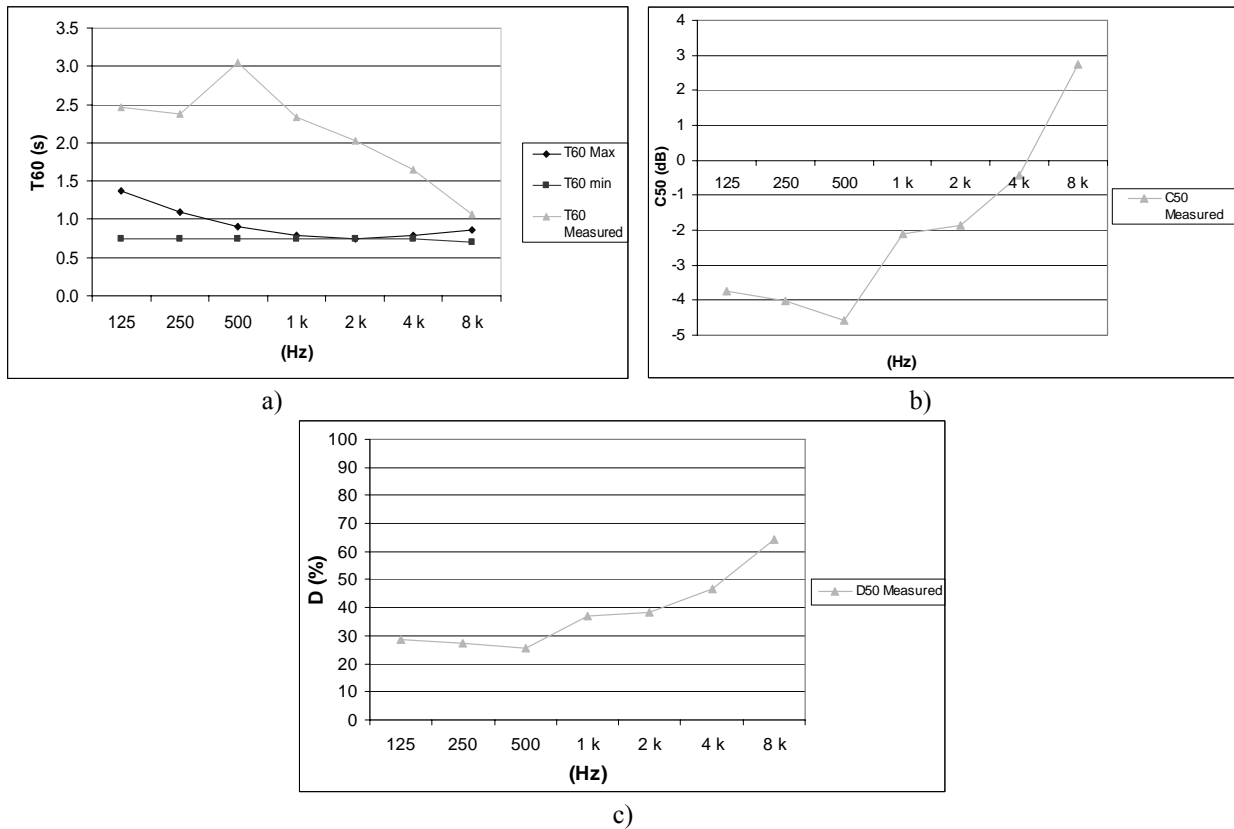 3.5
3.0
2.5
2.0
1.5
1.0
0.5
0.0
T60 (s)
125 250 500 1 k 2 k 4 k 8 k
(Hz)
T60 Max
T60 min
T60
Measured
a)
4
3
2
1
0
-1
-2
-3
-4
-5
C50 (dB)
125 250 500 1 k 2 k 4 k 8 k
(Hz)
C50
Measured
b)
100
90
80
70
60
50
40
30
20
10
0
D (%)
125 250 500 1 k 2 k 4 k 8 k
(Hz)
D50 Measured
c)